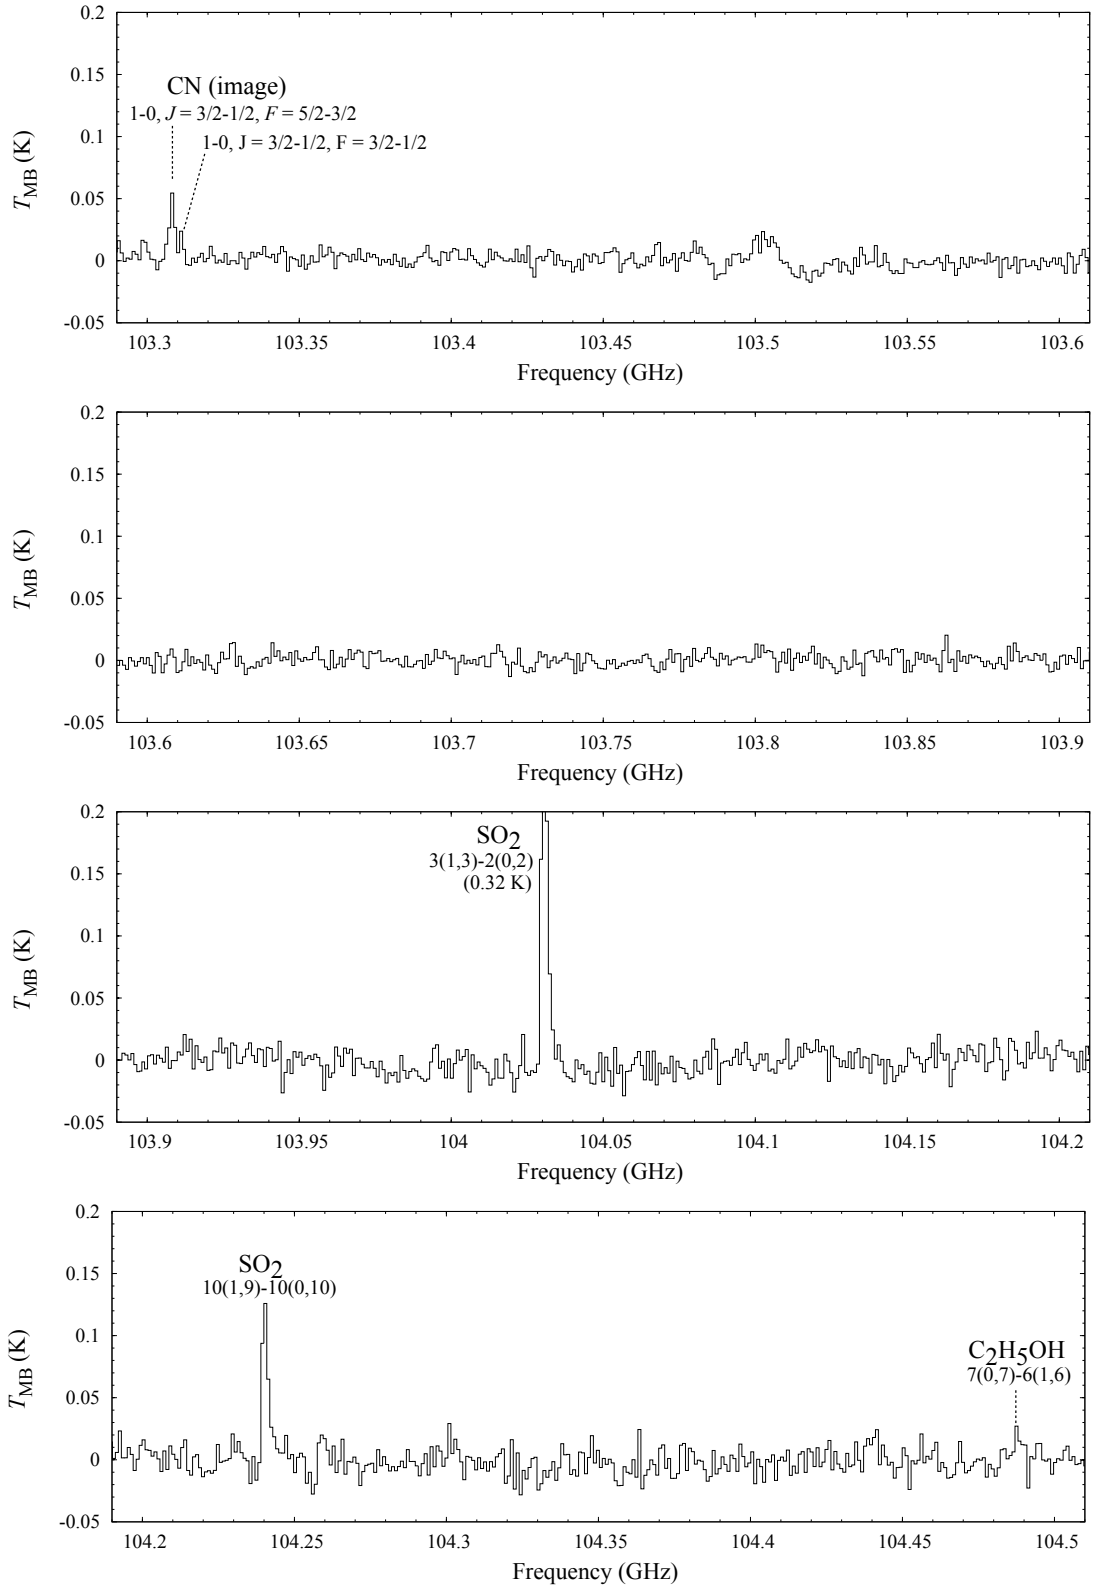 0.2
0.15
CN (image)
1-0, J = 3/2-1/2, F = 5/2-3/2
0.1
1-0, J = 3/2-1/2, F = 3/2-1/2
TMB (K)
0.05
0
-0.05
103.3 103.35 103.4 103.45 103.5 103.55 103.6
Frequency (GHz)
0.2
0.15
0.1
TMB (K)
0.05
0
-0.05
103.6 103.65 103.7 103.75 103.8 103.85 103.9
Frequency (GHz)
0.2
SO2
3(1,3)-2(0,2)
0.15
(0.32 K)
0.1
TMB (K)
0.05
0
-0.05
103.9 103.95 104 104.05 104.1 104.15 104.2
Frequency (GHz)
0.2
SO2
0.15
10(1,9)-10(0,10)
0.1
C2H5OH
7(0,7)-6(1,6)
TMB (K)
0.05
0
-0.05
104.2 104.25 104.3 104.35 104.4 104.45 104.5
Frequency (GHz)